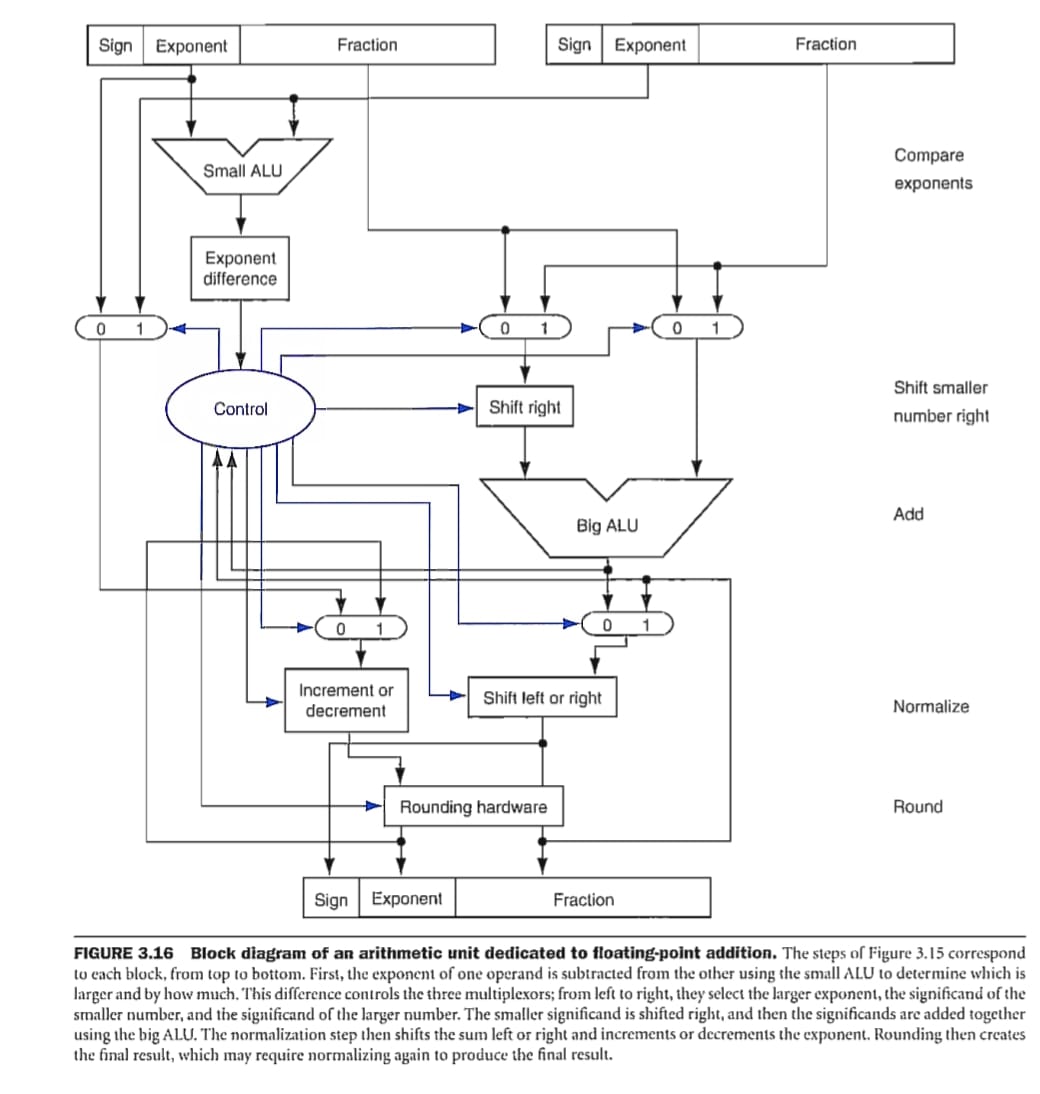 Sign Exponent Fraction Sign Exponent Fraction
Small ALU
Compare
exponents
Exponent
difference
0 1 0 1 0 1
Control
Shift right
Shift smaller
number right
Big ALU
Add
0 1 0 1
Increment or
decrement
Shift left or right
Normalize
Rounding hardware
Round
Sign Exponent Fraction
FIGURE 3.16 Block diagram of an arithmetic unit dedicated to floating-point addition. The steps of Figure 3.15 correspond
to each block, from top to bottom. First, the exponent of one operand is subtracted from the other using the small ALU to determine which is
larger and by how much. This difference controls the three multiplexors; from left to right, they select the larger exponent, the significand of the
smaller number, and the significand of the larger number. The smaller significand is shifted right, and then the significands are added together
using the big ALU. The normalization step then shifts the sum left or right and increments or decrements the exponent. Rounding then creates
the final result, which may require normalizing again to produce the final result.